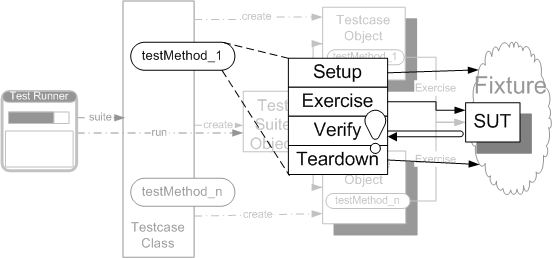 create
Testcase
Object
testMethod_1
testMethod_1
Setup
Exercise
Verify
Teardown
Exercise
Fixture
SUT
Test Runner
suite
run
create
Test
Suite
Object
Exercise
testMethod_n
create
Object
testMethod_n
Testcase
Class